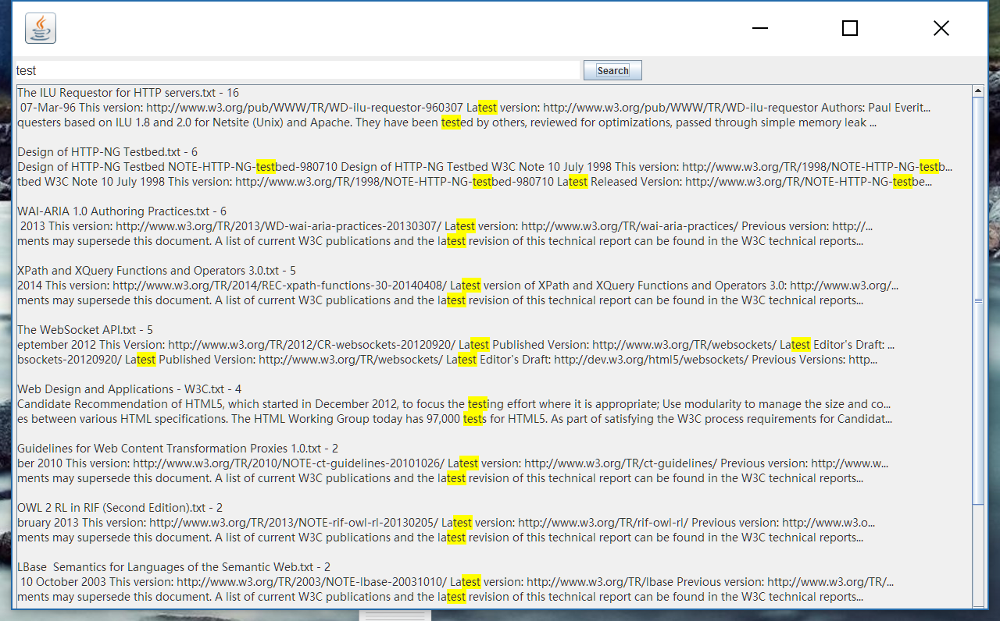 test
Search
The ILU Requestor for HTTP servers.txt - 16
07-Mar-96 This version: http://www.w3.org/pub/WWW/TR/WD-ilu-requestor-960307 Latest version: http://www.w3.org/pub/WWW/TR/WD-ilu-requestor Authors: Paul Everit...
questers based on ILU 1.8 and 2.0 for Netsite (Unix) and Apache. They have been tested by others, reviewed for optimizations, passed through simple memory leak ...
Design of HTTP-NG Testbed.txt - 6
Design of HTTP-NG Testbed NOTE-HTTP-NG-testbed-980710 Design of HTTP-NG Testbed W3C Note 10 July 1998 This version: http://www.w3.org/TR/1998/NOTE-HTTP-NG-testb...
tbed W3C Note 10 July 1998 This version: http://www.w3.org/TR/1998/NOTE-HTTP-NG-testbed-980710 Latest Released Version: http://www.w3.org/TR/NOTE-HTTP-NG-testbe...
WAI-ARIA 1.0 Authoring Practices.txt - 6
2013 This version: http://www.w3.org/TR/2013/WD-wai-aria-practices-20130307/ Latest version: http://www.w3.org/TR/wai-aria-practices/ Previous version: http://...
ments may supersede this document. A list of current W3C publications and the latest revision of this technical report can be found in the W3C technical reports...
XPath and XQuery Functions and Operators 3.0.txt - 5
2014 This version: http://www.w3.org/TR/2014/REC-xpath-functions-30-20140408/ Latest version of XPath and XQuery Functions and Operators 3.0: http://www.w3.org/...
ments may supersede this document. A list of current W3C publications and the latest revision of this technical report can be found in the W3C technical reports...
The WebSocket API.txt - 5
eptember 2012 This Version: http://www.w3.org/TR/2012/CR-websockets-20120920/ Latest Published Version: http://www.w3.org/TR/websockets/ Latest Editor's Draft: ...
bsockets-20120920/ Latest Published Version: http://www.w3.org/TR/websockets/ Latest Editor's Draft: http://dev.w3.org/html5/websockets/ Previous Versions: http...
Web Design and Applications - W3C.txt - 4
Candidate Recommendation of HTML5, which started in December 2012, to focus the testing effort where it is appropriate; Use modularity to manage the size and co...
es between various HTML specifications. The HTML Working Group today has 97,000 tests for HTML5. As part of satisfying the W3C process requirements for Candidat...
Guidelines for Web Content Transformation Proxies 1.0.txt - 2
ber 2010 This version: http://www.w3.org/TR/2010/NOTE-ct-guidelines-20101026/ Latest version: http://www.w3.org/TR/ct-guidelines/ Previous version: http://www.w...
ments may supersede this document. A list of current W3C publications and the latest revision of this technical report can be found in the W3C technical reports...
OWL 2 RL in RIF (Second Edition).txt - 2
bruary 2013 This version: http://www.w3.org/TR/2013/NOTE-rif-owl-rl-20130205/ Latest version: http://www.w3.org/TR/rif-owl-rl/ Previous version: http://www.w3.o...
ments may supersede this document. A list of current W3C publications and the latest revision of this technical report can be found in the W3C technical reports...
LBase  Semantics for Languages of the Semantic Web.txt - 2
10 October 2003 This version: http://www.w3.org/TR/2003/NOTE-lbase-20031010/ Latest version: http://www.w3.org/TR/lbase Previous version: http://www.w3.org/TR/...
ments may supersede this document. A list of current W3C publications and the latest revision of this technical report can be found in the W3C technical reports...